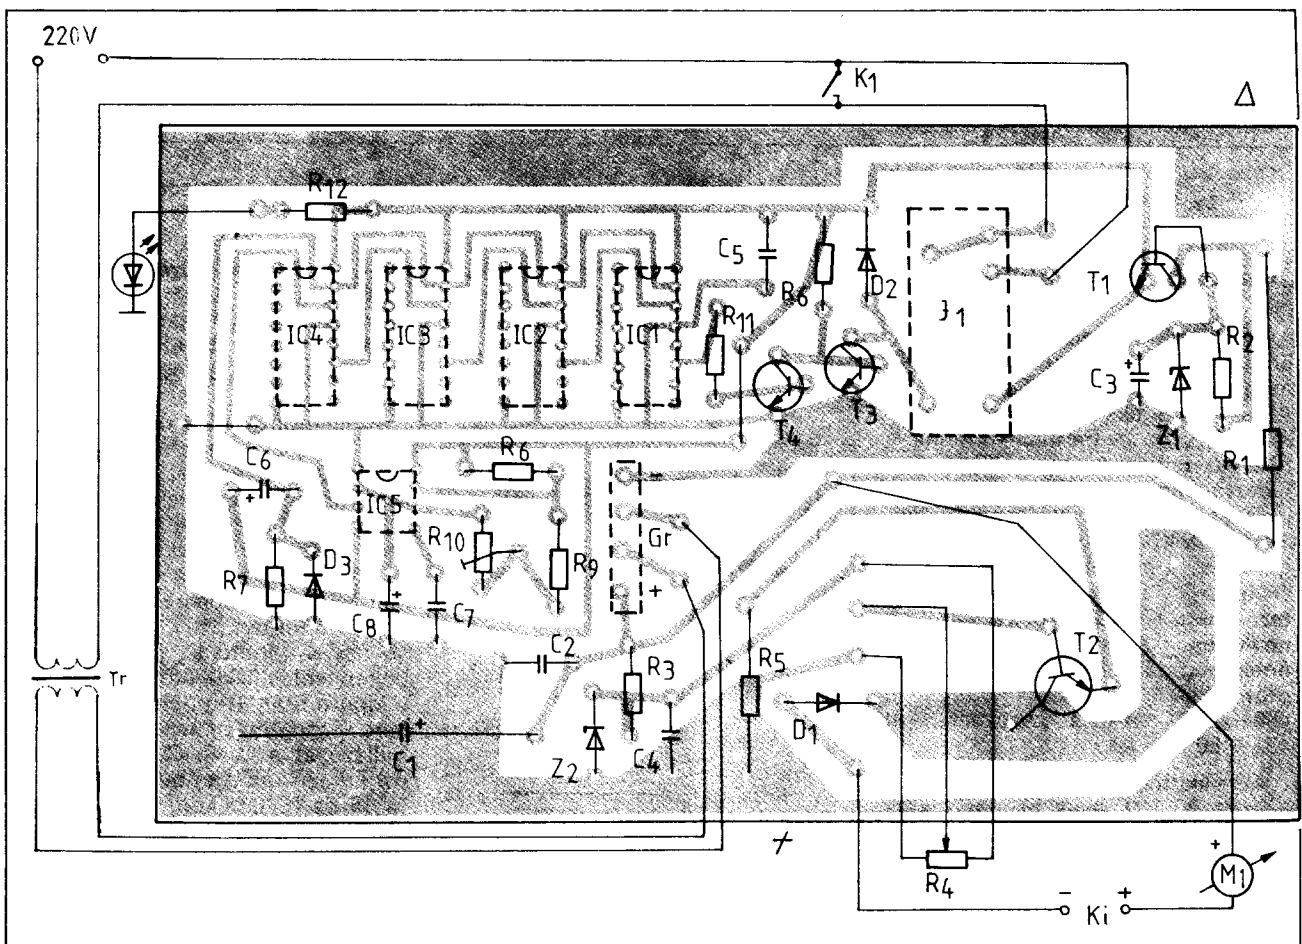 220V
K1
Δ
R12
C5
R6
D2
J1
T1
R2
IC4
IC3
IC2
IC1
R11
C3
+
T4
T3
Z1
R1
C6
+
IC5
R6
−
Gr
+
R10
R9
R7
D3
C8
+
C7
C2
R3
R5
T2
Tr
C1
+
Z2
C4
D1
+
R4
+
M1
−
Ki
+